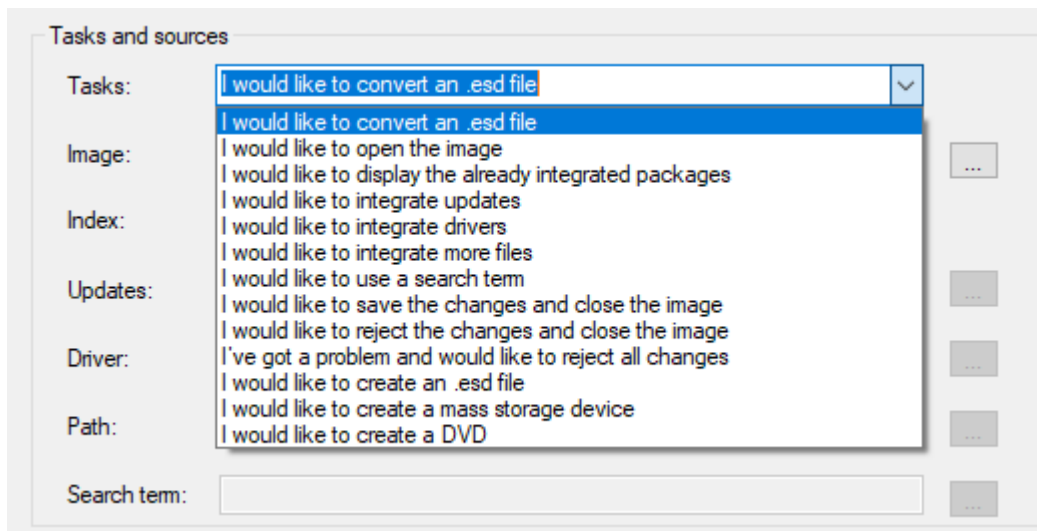 Tasks and sources
Tasks:
I would like to convert an .esd file
I would like to convert an .esd file
Image:
I would like to open the image
...
I would like to display the already integrated packages
I would like to integrate updates
Index:
I would like to integrate drivers
I would like to integrate more files
I would like to use a search term
Updates:
...
I would like to save the changes and close the image
I would like to reject the changes and close the image
Driver:
I've got a problem and would like to reject all changes
...
I would like to create an .esd file
I would like to create a mass storage device
Path:
I would like to create a DVD
...
Search term:
...